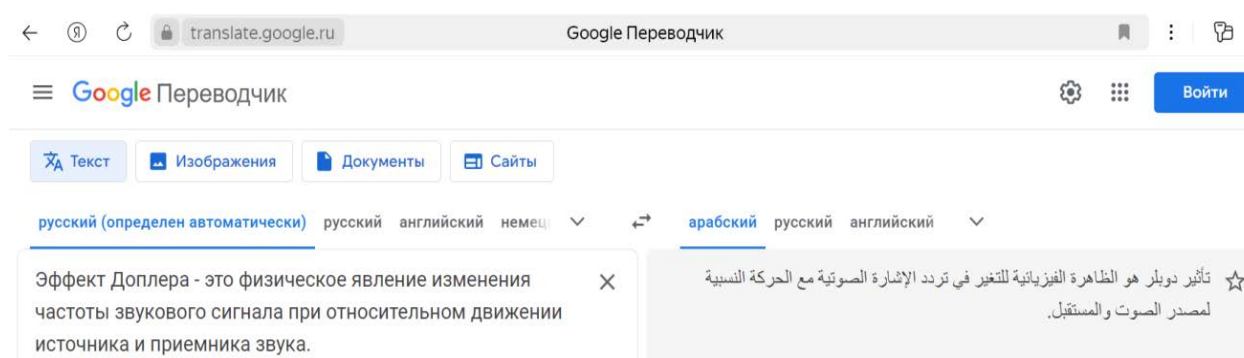 translate.google.ru Google Переводчик
Google Переводчик Войти
Текст Изображения Документы Сайты
русский (определен автоматически) русский английский немец арабский русский английский
Эффект Доплера - это физическое явление изменения
частоты звукового сигнала при относительном движении
источника и приемника звука.
تأثير دوبلر هو الظاهرة الفيزيائية للتغير في تردد الإشارة الصوتية مع الحركة النسبية
لمصدر الصوت والمستقبل.